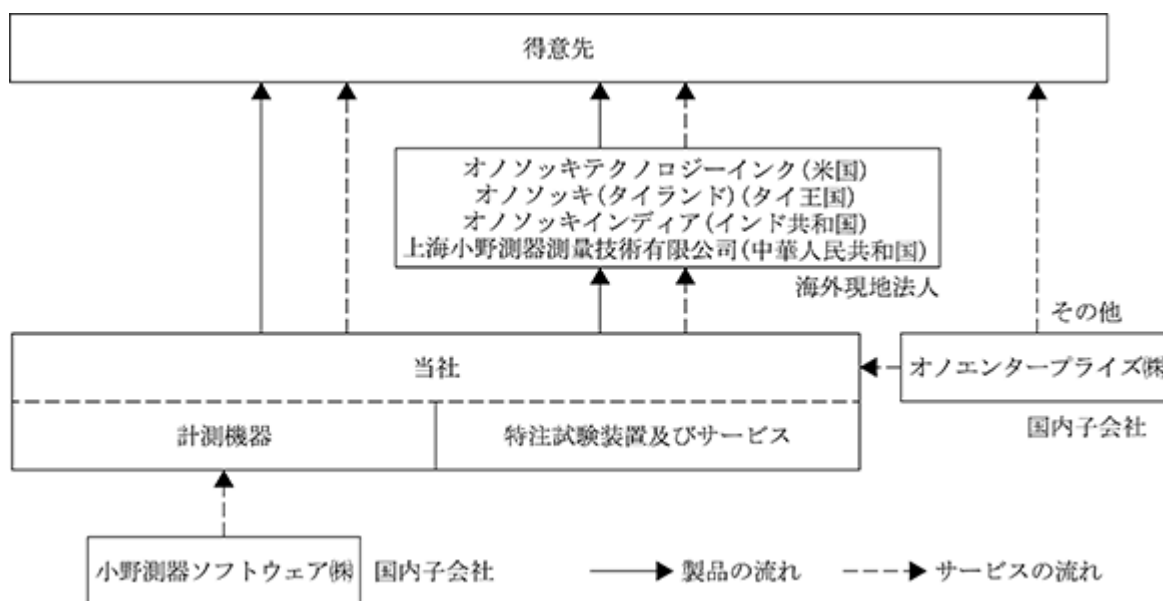 得意先
オノソッキテクノロジーインク(米国)
オノソッキ(タイランド)(タイ王国)
オノソッキインディア(インド共和国)
上海小野測器測量技術有限公司(中華人民共和国)
海外現地法人
その他
当社
オノエンタープライズ㈱
計測機器
特注試験装置及びサービス
国内子会社
小野測器ソフトウェア㈱
国内子会社
製品の流れ
サービスの流れ